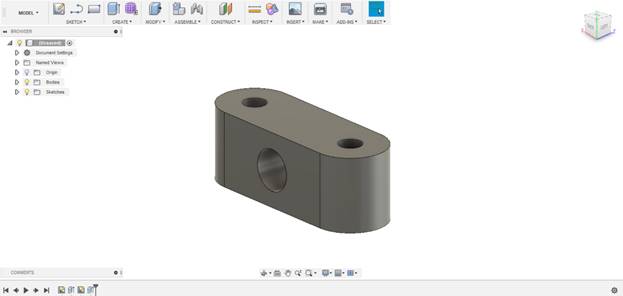 MODEL
SKETCH
CREATE
MODIFY
ASSEMBLE
CONSTRUCT
INSPECT
INSERT
MAKE
ADD-INS
SELECT
BROWSER
(Unsaved)
Document Settings
Named Views
Origin
Bodies
Sketches
COMMENTS